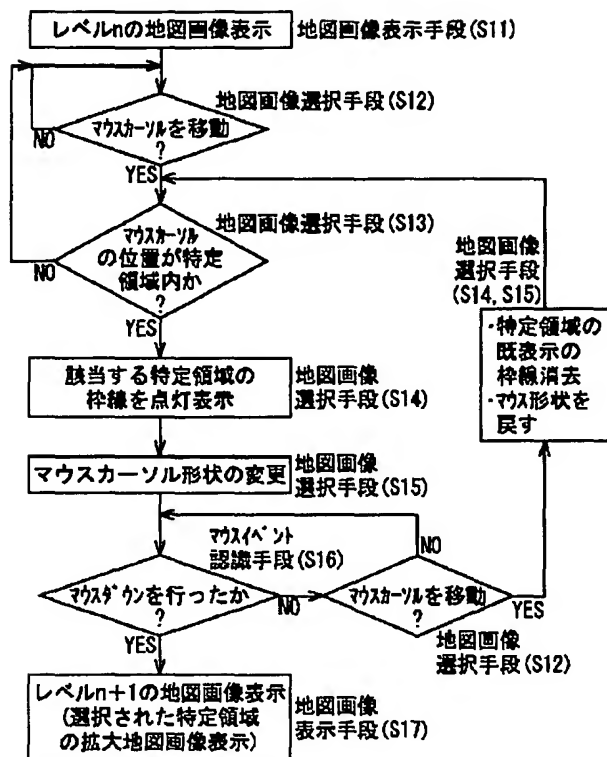 レベルnの地図画像表示
地図画像表示手段(S11)
地図画像選択手段(S12)
マウスカーソルを移動
?
NO
YES
地図画像選択手段(S13)
マウスカーソル
の位置が特定
領域内か
?
NO
YES
地図画像
選択手段
(S14,S15)
・特定領域の
既表示の
枠線消去
・マウス形状を
戻す
該当する特定領域の
枠線を点灯表示
地図画像
選択手段(S14)
マウスカーソル形状の変更
地図画像
選択手段(S15)
マウスイベント
認識手段(S16)
NO
マウスダウンを行ったか
?
NO
マウスカーソルを移動
?
YES
YES
地図画像
選択手段(S12)
レベルn+1の地図画像表示
(選択された特定領域
の拡大地図画像表示)
地図画像
表示手段(S17)